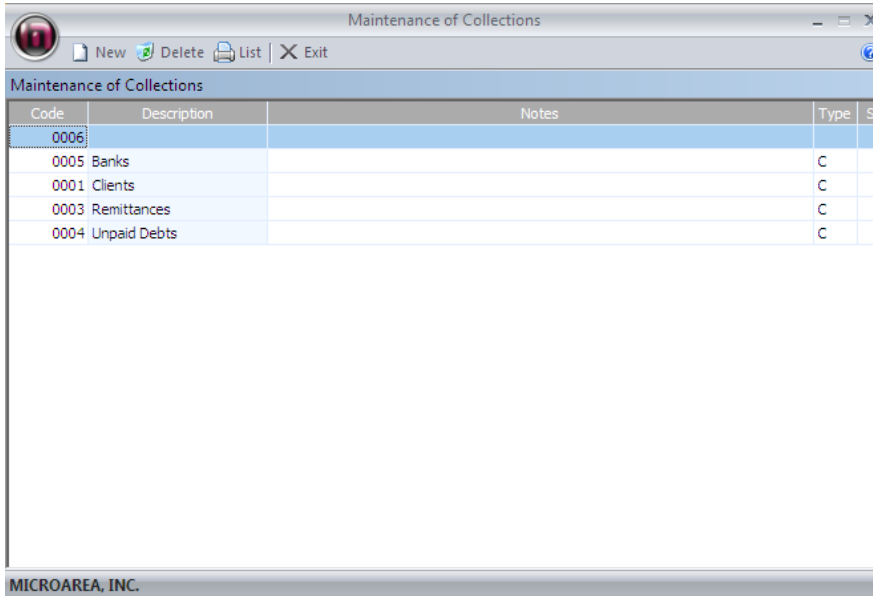 Maintenance of Collections
New Delete List Exit
Maintenance of Collections
Code Description Notes Type S
0006
0005 Banks C
0001 Clients C
0003 Remittances C
0004 Unpaid Debts C
MICROAREA, INC.